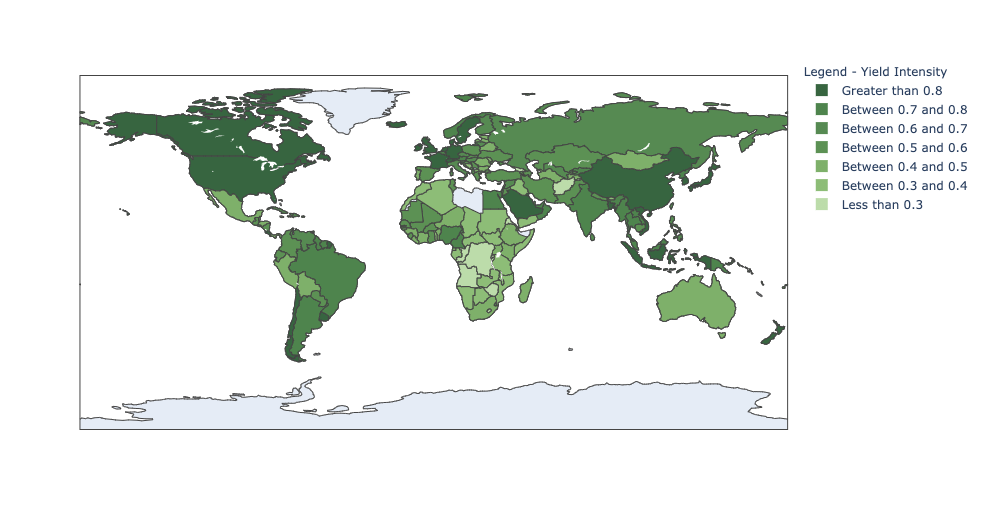 Legend - Yield Intensity
Greater than 0.8
Between 0.7 and 0.8
Between 0.6 and 0.7
Between 0.5 and 0.6
Between 0.4 and 0.5
Between 0.3 and 0.4
Less than 0.3